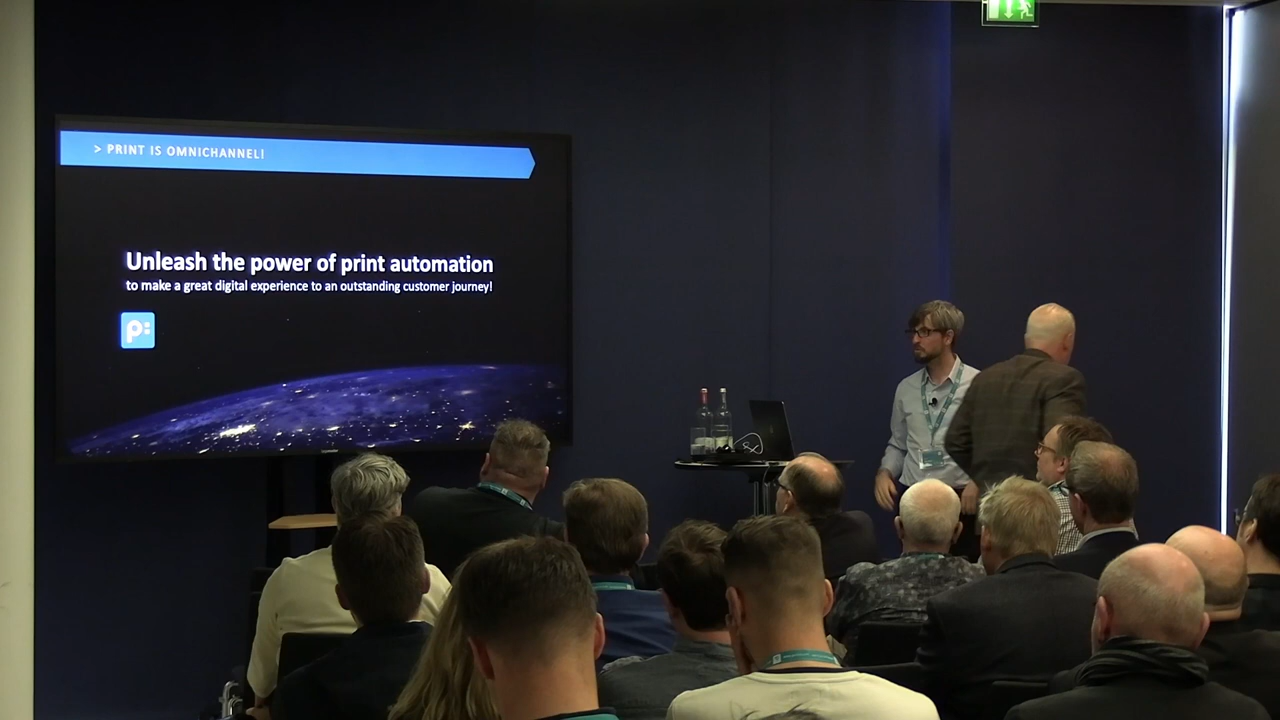 > PRINT IS OMNICHANNEL!
Unleash the power of print automation
to make a great digital experience to an outstanding customer journey!
p: